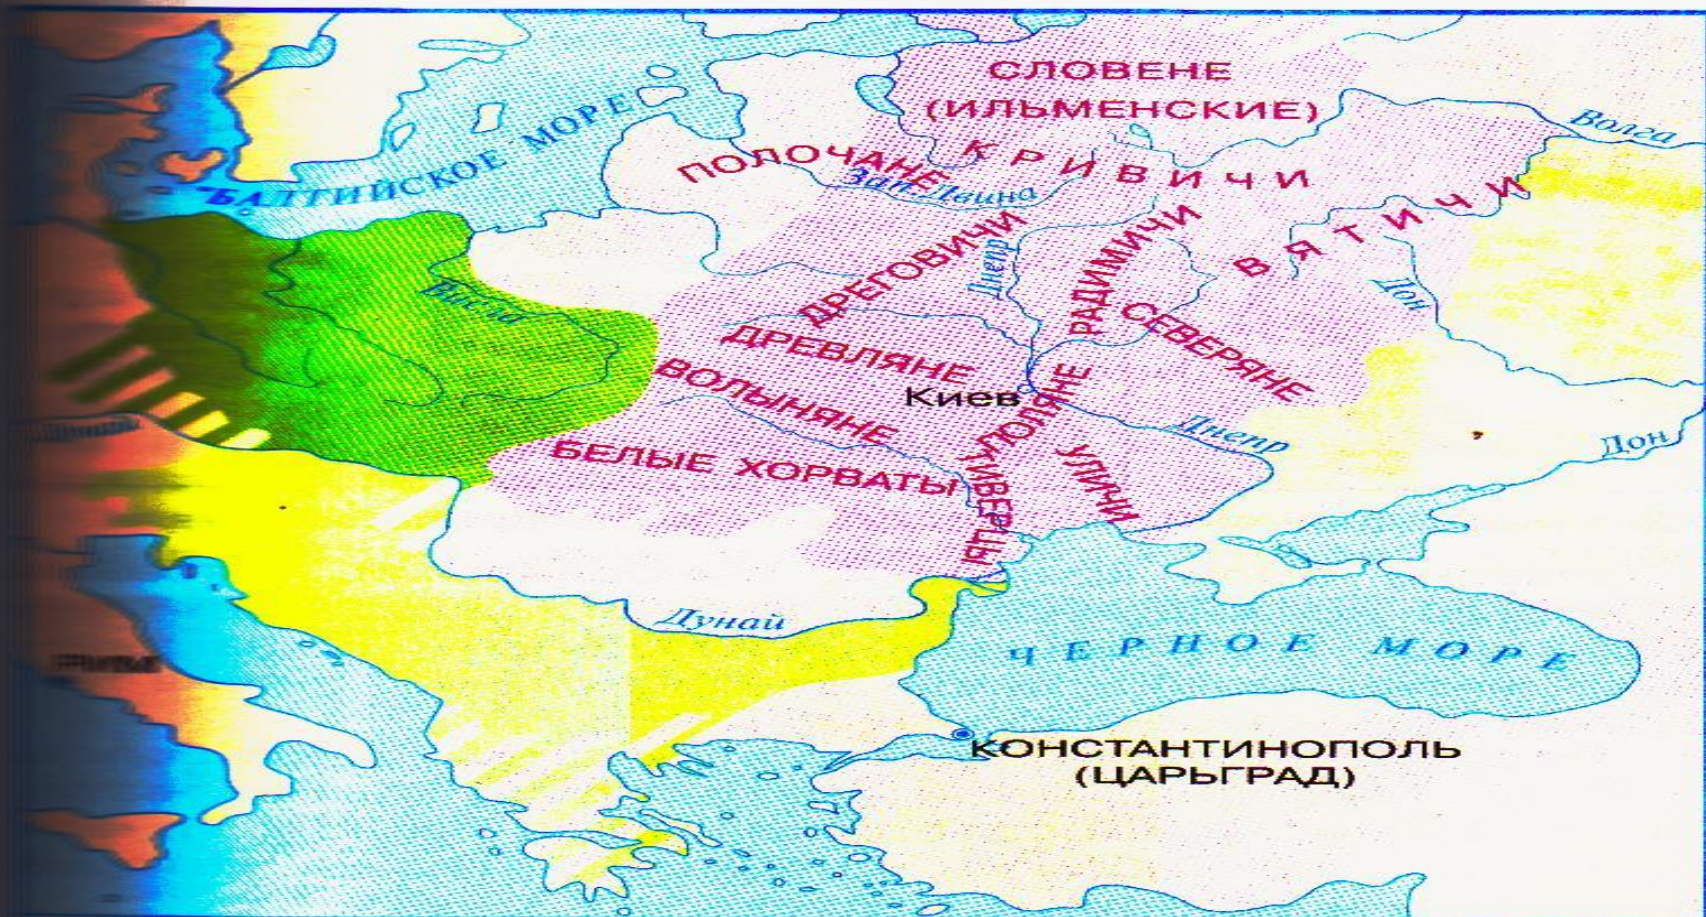 СЛОВЕНЕ
(ИЛЬМЕНСКИЕ)
Волга
БАЛТИЙСКОЕ МОРЕ
ПОЛОЧАНЕ
КРИВИЧИ
Зап. Двина
ВЯТИЧИ
ДРЕГОВИЧИ
Днепр
РАДИМИЧИ
Дон
Висла
СЕВЕРЯНЕ
ДРЕВЛЯНЕ
ВОЛЫНЯНЕ
Киев
ПОЛЯНЕ
Днепр
Дон
БЕЛЫЕ ХОРВАТЫ
ТИВЕРЦЫ
УЛИЧИ
Дунай
ЧЕРНОЕ МОРЕ
КОНСТАНТИНОПОЛЬ
(ЦАРЬГРАД)